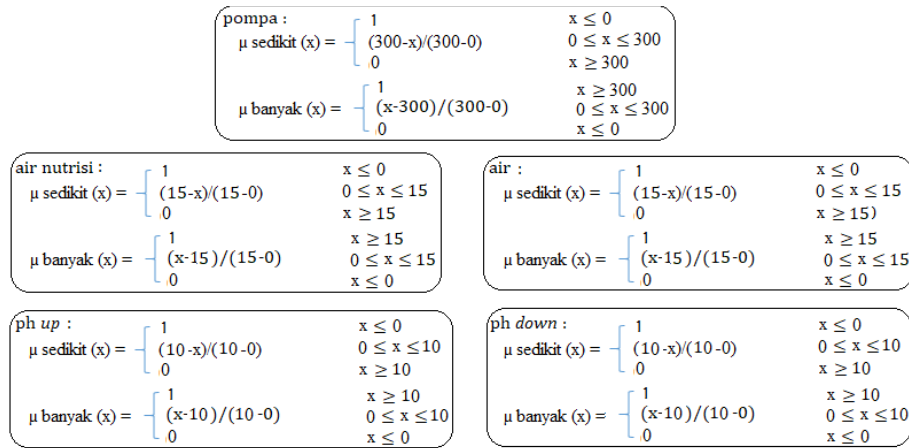 pompa :
μ sedikit (x) = { 1 x ≤ 0
(300-x)/(300-0) 0 ≤ x ≤ 300
0 x ≥ 300
μ banyak (x) = { 1 x ≥ 300
(x-300)/(300-0) 0 ≤ x ≤ 300
0 x ≤ 0
air nutrisi :
μ sedikit (x) = { 1 x ≤ 0
(15-x)/(15-0) 0 ≤ x ≤ 15
0 x ≥ 15
μ banyak (x) = { 1 x ≥ 15
(x-15)/(15-0) 0 ≤ x ≤ 15
0 x ≤ 0
air :
μ sedikit (x) = { 1 x ≤ 0
(15-x)/(15-0) 0 ≤ x ≤ 15
0 x ≥ 15)
μ banyak (x) = { 1 x ≥ 15
(x-15)/(15-0) 0 ≤ x ≤ 15
0 x ≤ 0
ph up :
μ sedikit (x) = { 1 x ≤ 0
(10-x)/(10-0) 0 ≤ x ≤10
0 x ≥ 10
μ banyak (x) = { 1 x ≥ 10
(x-10)/(10-0) 0 ≤ x ≤10
0 x ≤ 0
ph down :
μ sedikit (x) = { 1 x ≤ 0
(10-x)/(10-0) 0 ≤ x ≤10
0 x ≥ 10
μ banyak (x) = { 1 x ≥ 10
(x-10)/(10-0) 0 ≤ x ≤10
0 x ≤ 0